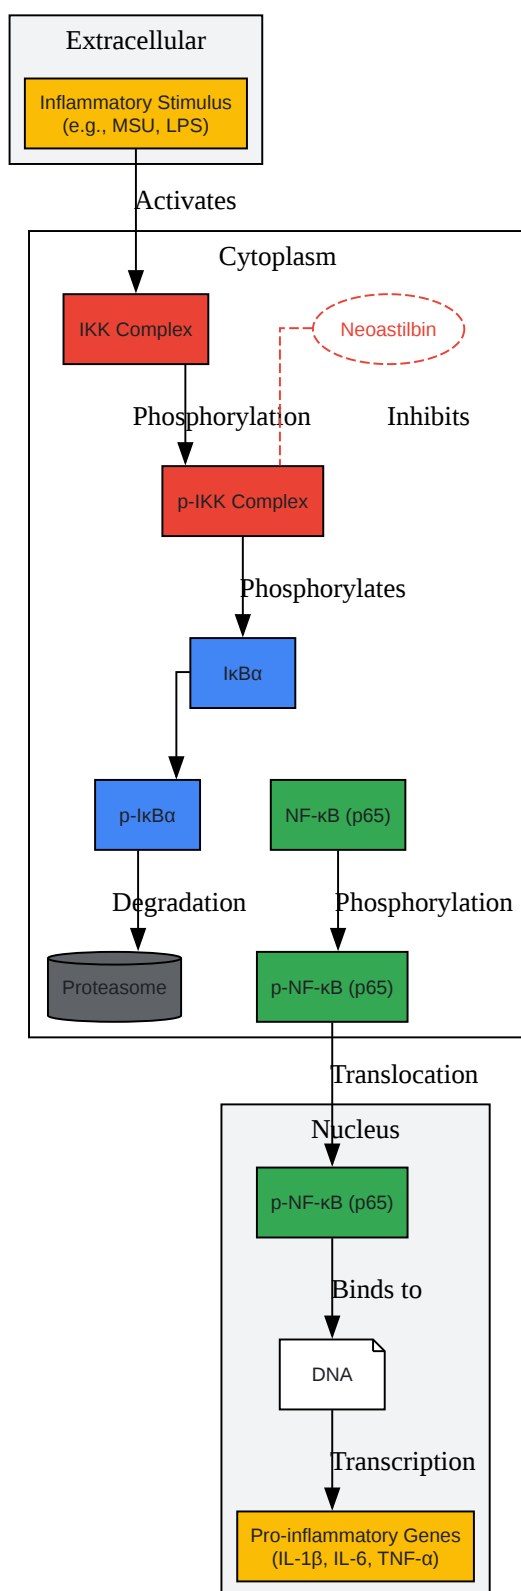 Extracellular
Inflammatory Stimulus
(e.g., MSU, LPS)
Activates
Cytoplasm
IKK Complex
Neoastilbin
Phosphorylation
Inhibits
p-IKK Complex
Phosphorylates
IκBα
p-IκBα
NF-κB (p65)
Degradation
Phosphorylation
Proteasome
p-NF-κB (p65)
Translocation
Nucleus
p-NF-κB (p65)
Binds to
DNA
Transcription
Pro-inflammatory Genes
(IL-1β, IL-6, TNF-α)